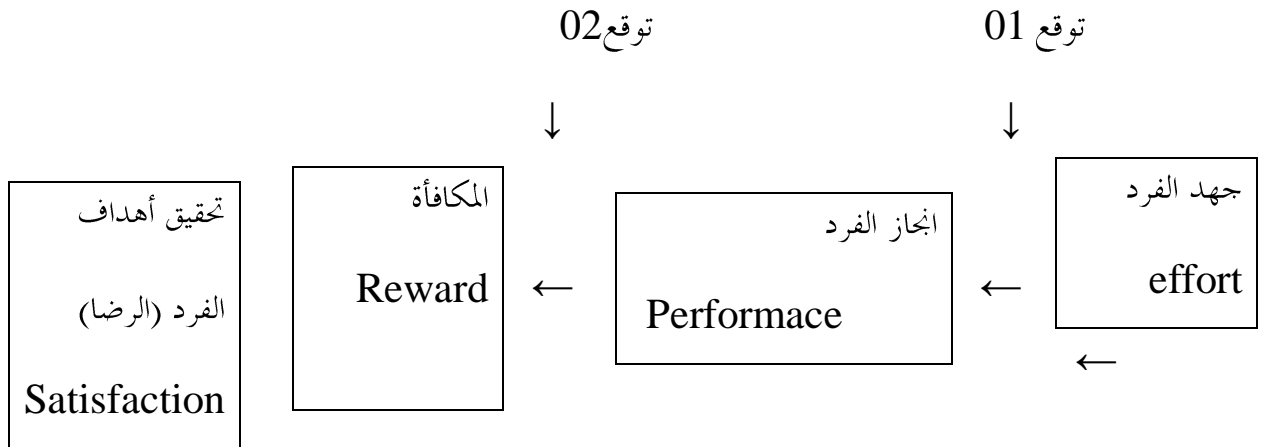 توقع 01
توقع02
↓
↓
جهد الفرد
effort
←
←
انجاز الفرد
Performace
←
المكافأة
Reward
تحقيق أهداف
الفرد (الرضا)
Satisfaction